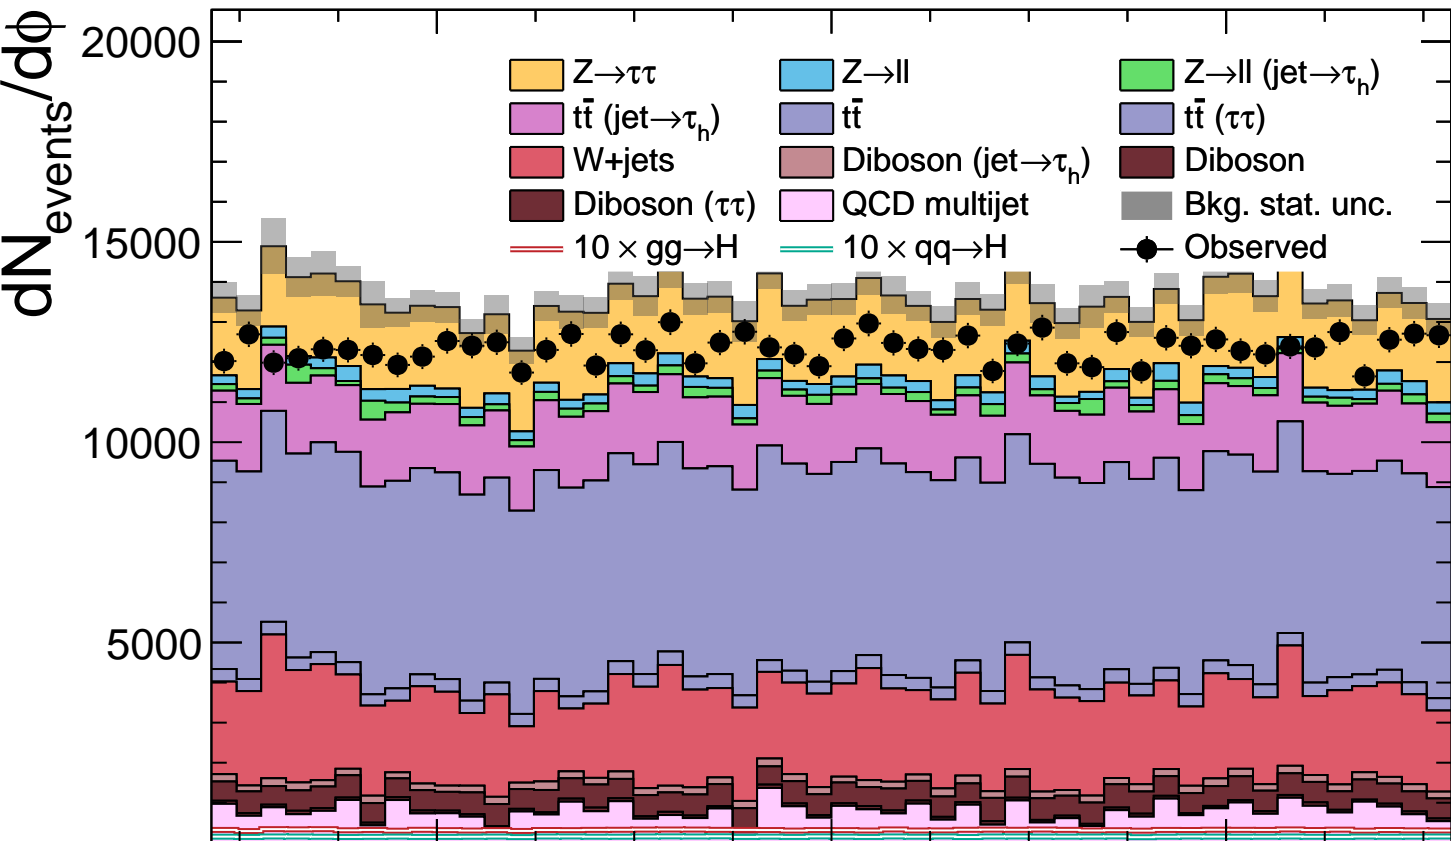 dN_events/dϕ
20000
15000
10000
5000
Z→ττ Z→ll Z→ll (jet→τ_h)
tt̄ (jet→τ_h) tt̄ tt̄ (ττ)
W+jets Diboson (jet→τ_h) Diboson
Diboson (ττ) QCD multijet Bkg. stat. unc.
10 × gg→H 10 × qq→H Observed